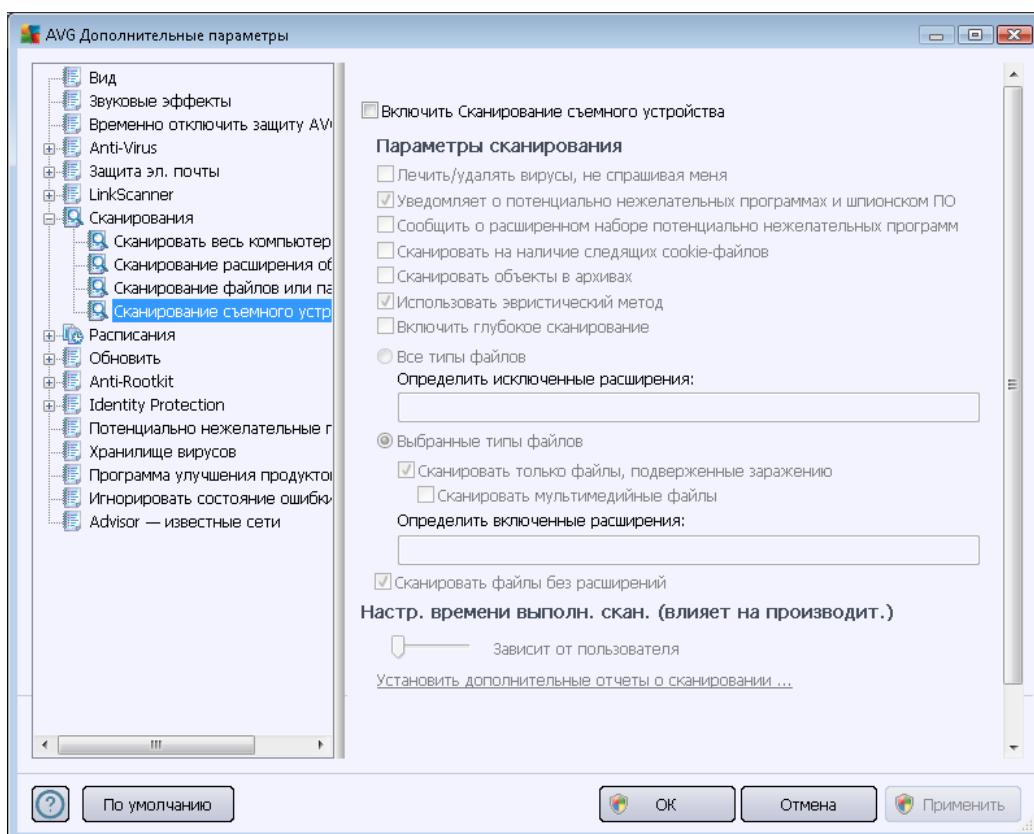 AVG Дополнительные параметры
Вид
Звуковые эффекты
Временно отключить защиту AV
Anti-Virus
Защита эл. почты
LinkScanner
Сканирования
Сканировать весь компьютер
Сканирование расширения об
Сканирование файлов или па
Сканирование съемного устр
Расписания
Обновить
Anti-Rootkit
Identity Protection
Потенциально нежелательные г
Хранилище вирусов
Программа улучшения продукто
Игнорировать состояние ошибки
Advisor — известные сети
Включить Сканирование съемного устройства
Параметры сканирования
Лечить/удалять вирусы, не спрашивая меня
Уведомляет о потенциально нежелательных программах и шпионском ПО
Сообщить о расширенном наборе потенциально нежелательных программ
Сканировать на наличие следящих cookie-файлов
Сканировать объекты в архивах
Использовать эвристический метод
Включить глубокое сканирование
Все типы файлов
Определить исключенные расширения:
Выбранные типы файлов
Сканировать только файлы, подверженные заражению
Сканировать мультимедийные файлы
Определить включенные расширения:
Сканировать файлы без расширений
Настр. времени выполн. скан. (влияет на производит.)
Зависит от пользователя
Установить дополнительные отчеты о сканировании ...
По умолчанию
ОК
Отмена
Применить